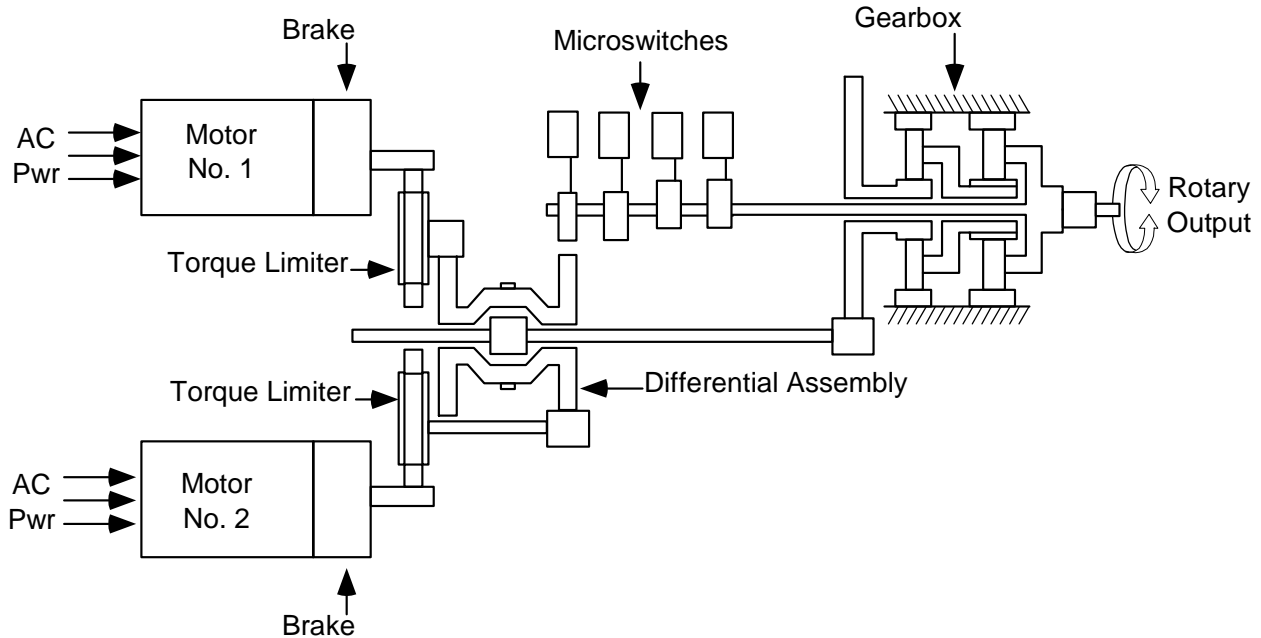 Brake
Microswitches
Gearbox
AC
Pwr
Motor
No. 1
Rotary
Output
Torque Limiter
Differential Assembly
Torque Limiter
AC
Pwr
Motor
No. 2
Brake